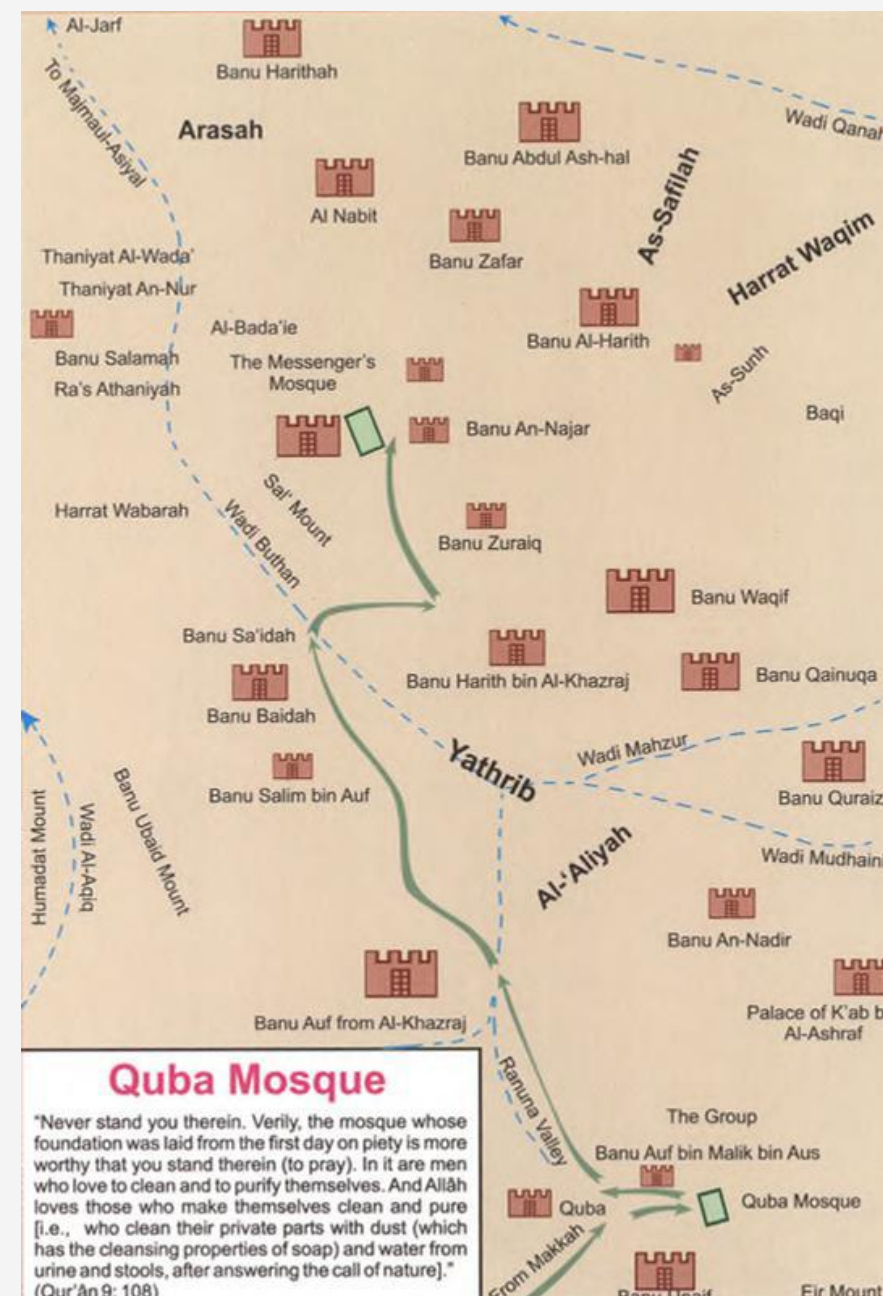 Al-Jarf
Banu Harithah
To Majmaul-Asiyal
Arasah
Wadi Qanah
Banu Abdul Ash-hal
As-Safilah
Al Nabit
Banu Zafar
Harrat Waqim
Thaniyat Al-Wada'
Thaniyat An-Nur
Al-Bada'ie
Banu Al-Harith
Banu Salamah
The Messenger's
Mosque
As-Sunh
Ra's Athaniyah
Baqi
Banu An-Najar
Sal' Mount
Harrat Wabarah
Wadi Buthan
Banu Zuraiq
Banu Waqif
Banu Sa'idah
Banu Harith bin Al-Khazraj
Banu Qainuqa
Banu Baidah
Yathrib
Wadi Mahzur
Banu Salim bin Auf
Banu Quraiz
Humadat Mount
Wadi Al-Aqiq
Banu Ubaid Mount
Al-'Aliyah
Wadi Mudhain
Banu An-Nadir
Palace of K'ab b
Al-Ashraf
Banu Auf from Al-Khazraj
Ranuna Valley
The Group
Banu Auf bin Malik bin Aus
Quba
Quba Mosque
From Makkah
Eir Mount
Quba Mosque
"Never stand you therein. Verily, the mosque whose
foundation was laid from the first day on piety is more
worthy that you stand therein (to pray). In it are men
who love to clean and to purify themselves. And Allâh
loves those who make themselves clean and pure
[i.e., who clean their private parts with dust (which
has the cleansing properties of soap) and water from
urine and stools, after answering the call of nature]."
(Qur'ân 9: 108)